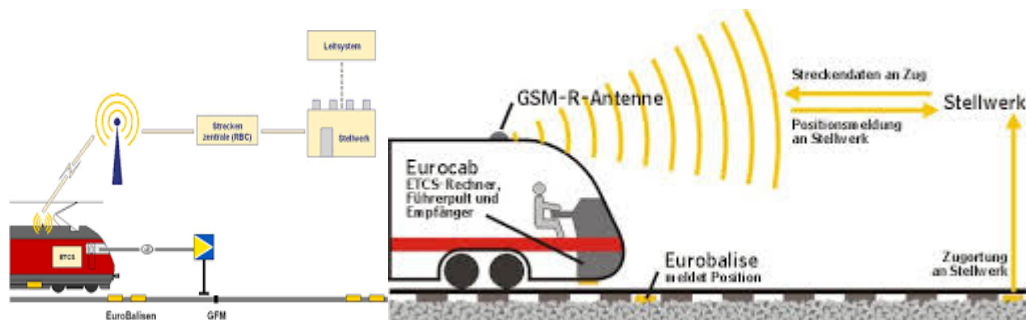 Leitsystem
Strecken
zentrale (RBC)
Stellwerk
ETCS
EuroBalisen
GFM
GSM-R-Antenne
Eurocab
ETCS-Rechner,
Führerpult und
Empfänger
Streckendaten an Zug
Stellwerk
Positionsmeldung
an Stellwerk
Eurobalise
meldet Position
Zugortung
an Stellwerk